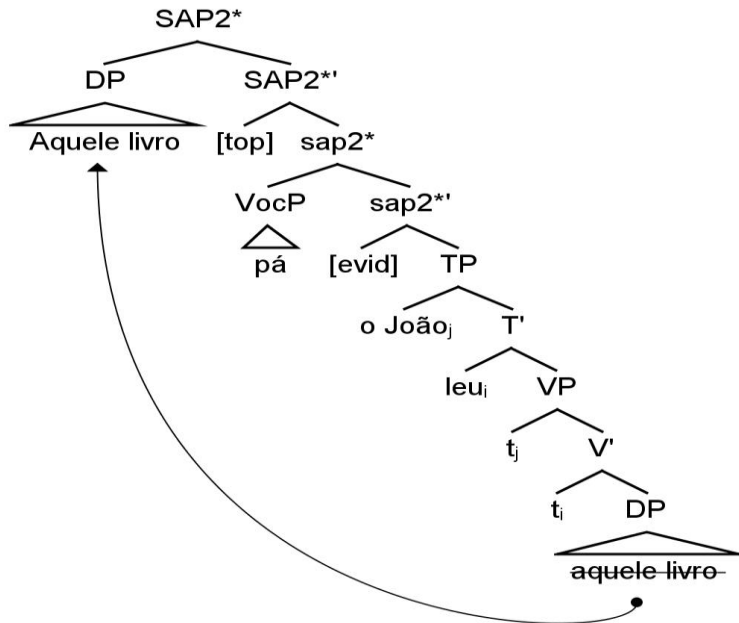 SAP2*
DP SAP2*'
Aquele livro [top] sap2*
VocP sap2*'
pá [evid] TP
o Joãoⱼ T'
leuᵢ VP
tⱼ V'
tᵢ DP
aquele livro